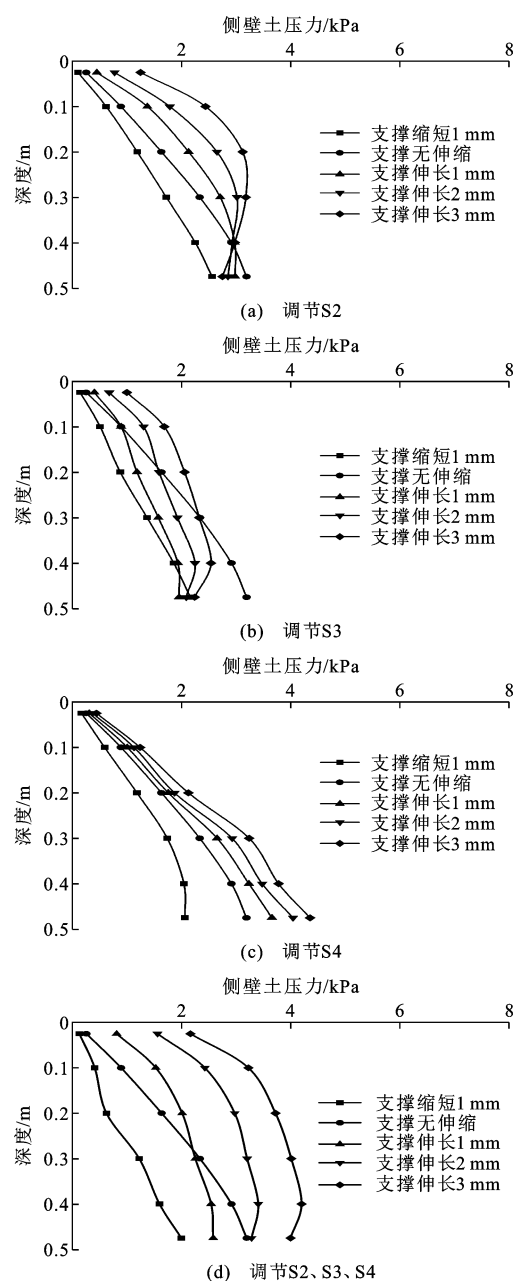 侧壁土压力/kPa
0 2 4 6 8
0
0.1
0.2
0.3
0.4
0.5
深度/m
支撑缩短1 mm
支撑无伸缩
支撑伸长1 mm
支撑伸长2 mm
支撑伸长3 mm
(a) 调节S2
侧壁土压力/kPa
0 2 4 6 8
0
0.1
0.2
0.3
0.4
0.5
深度/m
支撑缩短1 mm
支撑无伸缩
支撑伸长1 mm
支撑伸长2 mm
支撑伸长3 mm
(b) 调节S3
侧壁土压力/kPa
0 2 4 6 8
0
0.1
0.2
0.3
0.4
0.5
深度/m
支撑缩短1 mm
支撑无伸缩
支撑伸长1 mm
支撑伸长2 mm
支撑伸长3 mm
(c) 调节S4
侧壁土压力/kPa
0 2 4 6 8
0
0.1
0.2
0.3
0.4
0.5
深度/m
支撑缩短1 mm
支撑无伸缩
支撑伸长1 mm
支撑伸长2 mm
支撑伸长3 mm
(d) 调节S2、S3、S4